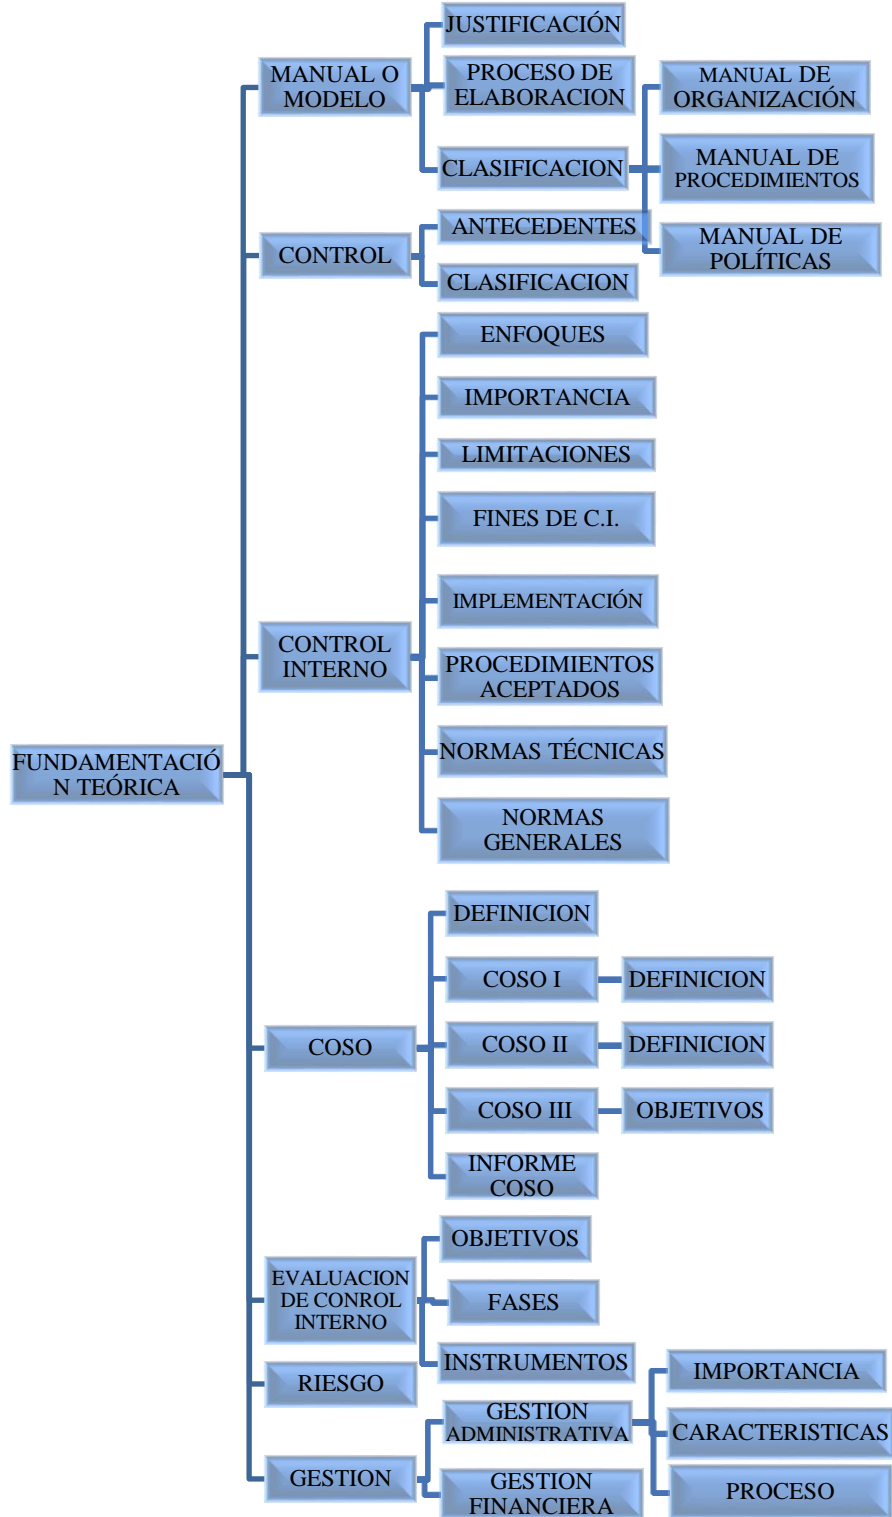 JUSTIFICACIÓN
MANUAL O
MODELO
PROCESO DE
ELABORACION
MANUAL DE
ORGANIZACIÓN
CLASIFICACION
MANUAL DE
PROCEDIMIENTOS
MANUAL DE
POLÍTICAS
CONTROL
ANTECEDENTES
CLASIFICACION
ENFOQUES
IMPORTANCIA
LIMITACIONES
FINES DE C.I.
IMPLEMENTACIÓN
CONTROL
INTERNO
PROCEDIMIENTOS
ACEPTADOS
NORMAS TÉCNICAS
NORMAS
GENERALES
FUNDAMENTACIÓ
N TEÓRICA
DEFINICION
COSO I
DEFINICION
COSO
COSO II
DEFINICION
COSO III
OBJETIVOS
INFORME
COSO
OBJETIVOS
EVALUACION
DE CONROL
INTERNO
FASES
INSTRUMENTOS
RIESGO
IMPORTANCIA
GESTION
ADMINISTRATIVA
CARACTERISTICAS
PROCESO
GESTION
GESTION
FINANCIERA